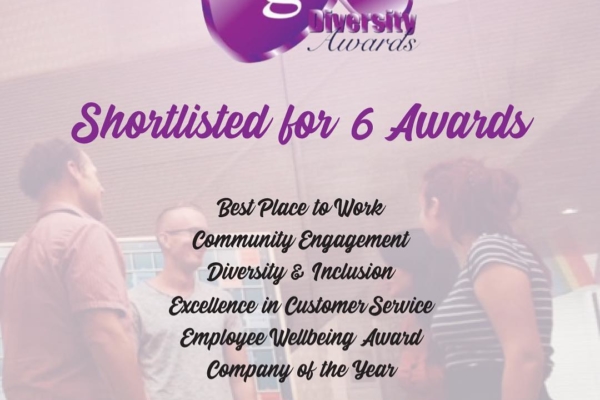 g
Diversity
Awards
Shortlisted for 6 Awards
Best Place to Work
Community Engagement
Diversity & Inclusion
Excellence in Customer Service
Employee Wellbeing Award
Company of the Year